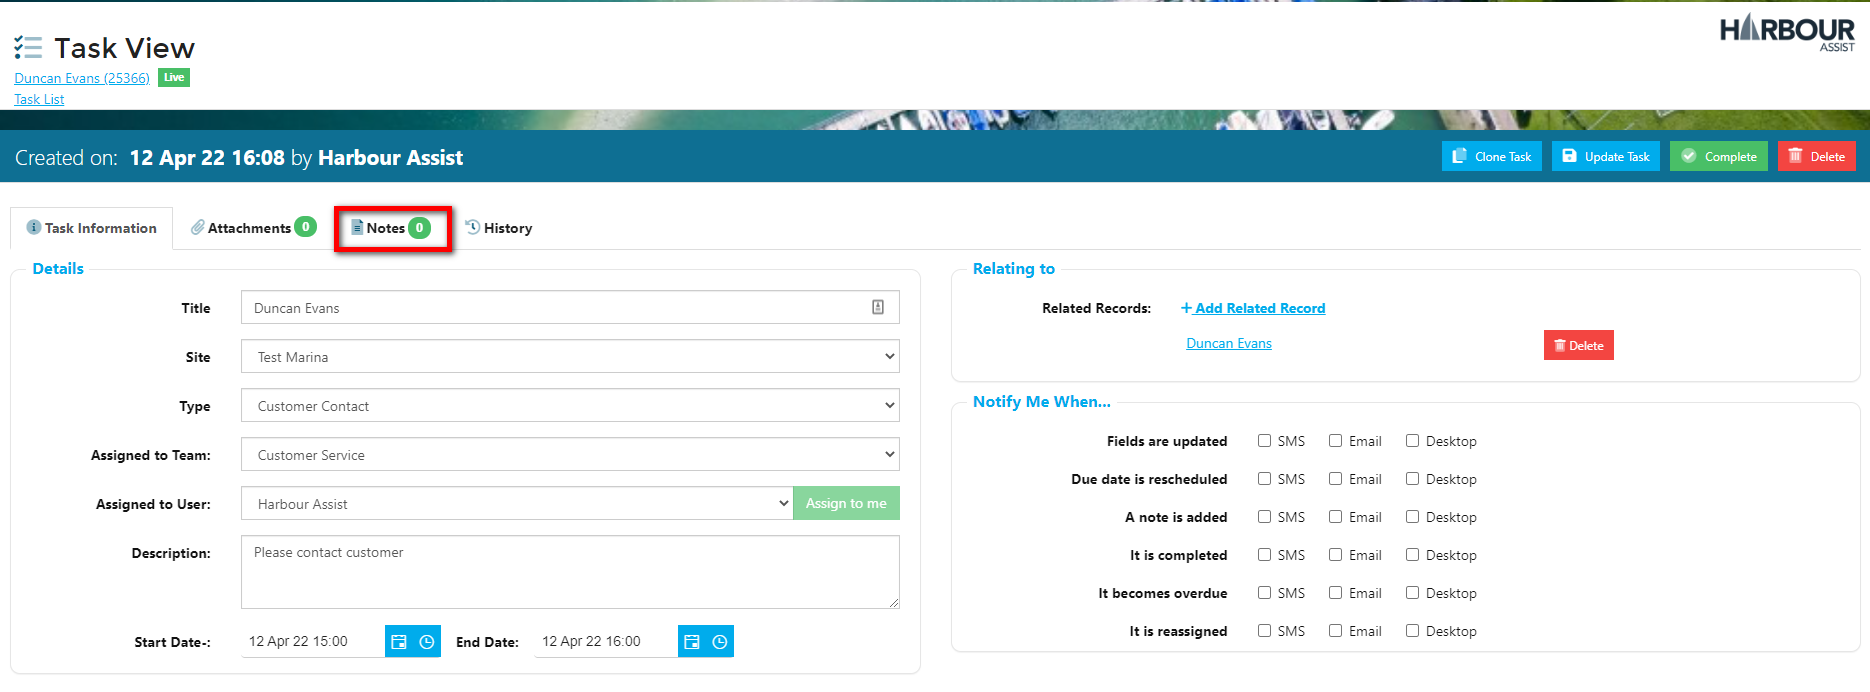 HARBOUR
ASSIST
Task View
Duncan Evans (25366) Live
Task List
Created on: 12 Apr 22 16:08 by Harbour Assist
Clone Task Update Task Complete Delete
Task Information Attachments 0 Notes 0 History
Details
Title Duncan Evans
Site Test Marina
Type Customer Contact
Assigned to Team: Customer Service
Assigned to User: Harbour Assist Assign to me
Description: Please contact customer
Start Date-: 12 Apr 22 15:00 End Date: 12 Apr 22 16:00
Relating to
Related Records: + Add Related Record
Duncan Evans Delete
Notify Me When...
Fields are updated SMS Email Desktop
Due date is rescheduled SMS Email Desktop
A note is added SMS Email Desktop
It is completed SMS Email Desktop
It becomes overdue SMS Email Desktop
It is reassigned SMS Email Desktop